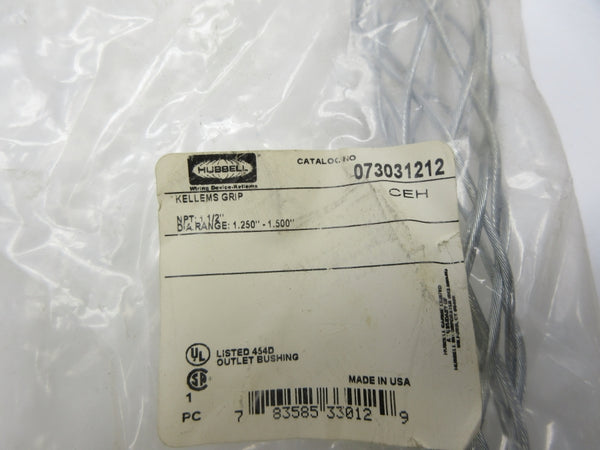 HUBBELL
Wiring Device-Kellems
CATALOG NO
073031212
KELLEMS GRIP
CEH
NPT: 1 1/2"
DIA.RANGE: 1.250" - 1.500"
UL
LISTED 454D
OUTLET BUSHING
MADE IN USA
1
PC
7 83585 33012 9